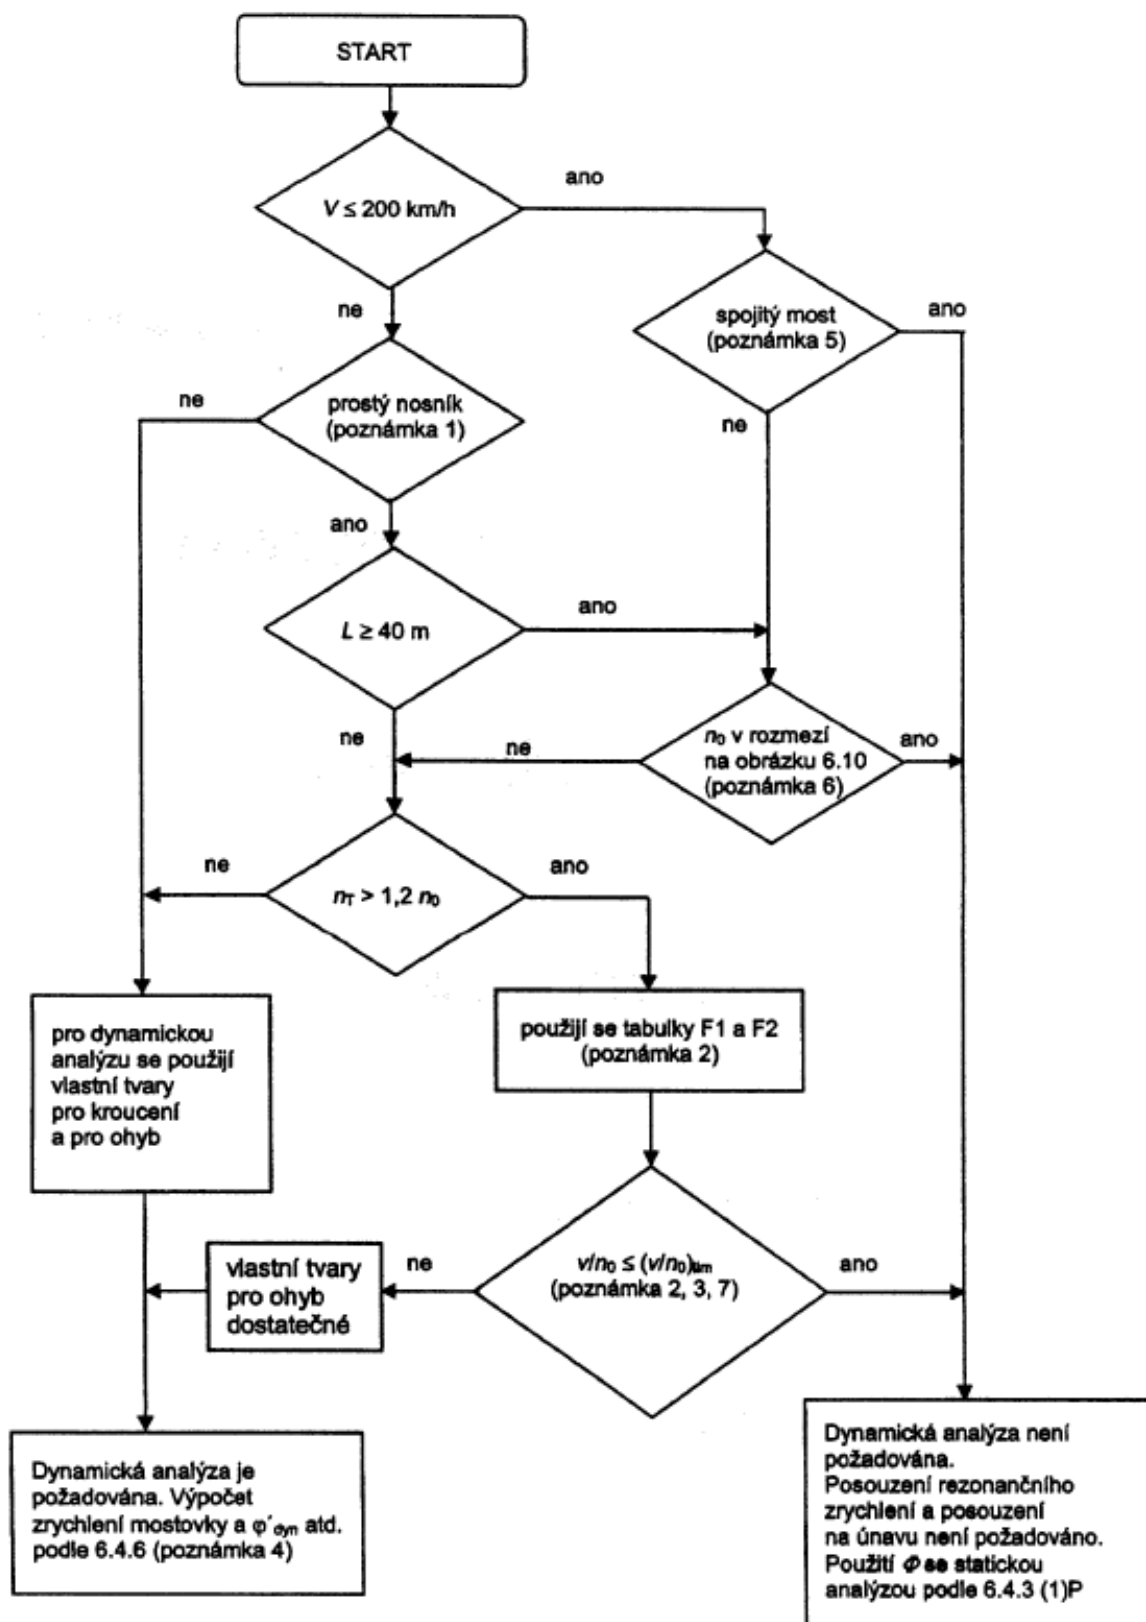 START
V ≤ 200 km/h
ano
ne
spojitý most
(poznámka 5)
ano
ne
prostý nosník
(poznámka 1)
ne
ano
L ≥ 40 m
ano
ne
n₀ v rozmezí
na obrázku 6.10
(poznámka 6)
ne
ano
nT > 1,2 n₀
ne
ano
pro dynamickou
analýzu se použijí
vlastní tvary
pro kroucení
a pro ohyb
použijí se tabulky F1 a F2
(poznámka 2)
v/n₀ ≤ (v/n₀)lim
(poznámka 2, 3, 7)
ne
ano
vlastní tvary
pro ohyb
dostatečné
Dynamická analýza je
požadována. Výpočet
zrychlení mostovky a φ´dyn atd.
podle 6.4.6 (poznámka 4)
Dynamická analýza není
požadována.
Posouzení rezonančního
zrychlení a posouzení
na únavu není požadováno.
Použití Φ se statickou
analýzou podle 6.4.3 (1)P